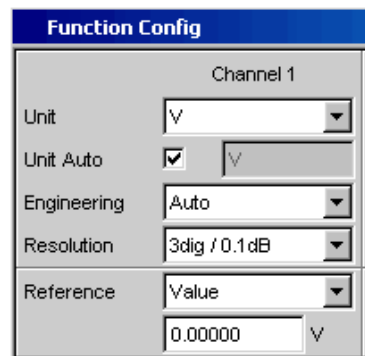 Function Config
Channel 1
Unit V
Unit Auto V
Engineering Auto
Resolution 3dig / 0.1dB
Reference Value
0.00000 V